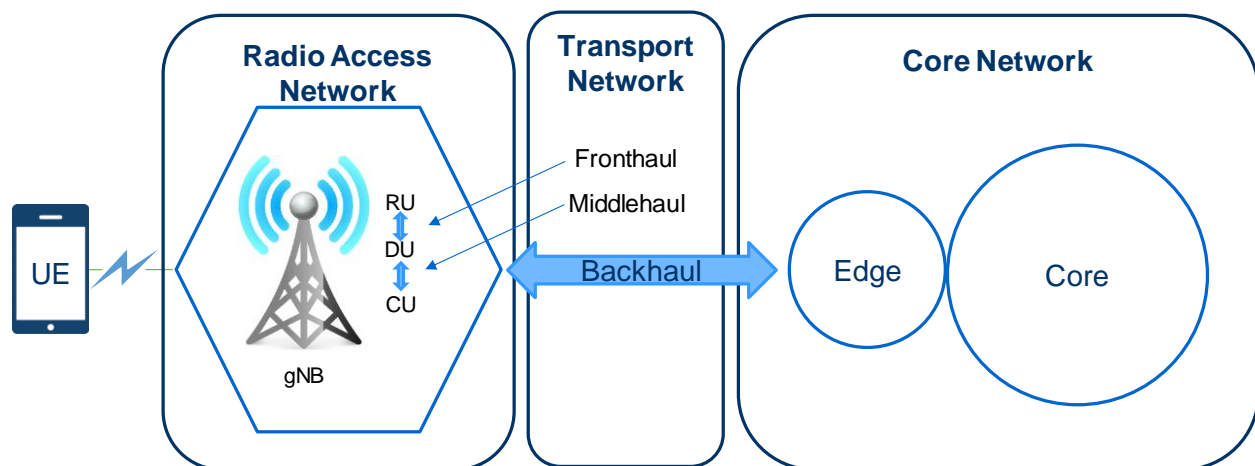 Radio Access
Network
Transport
Network
Core Network
Fronthaul
Middlehaul
RU
DU
CU
UE
Backhaul
Edge
Core
gNB